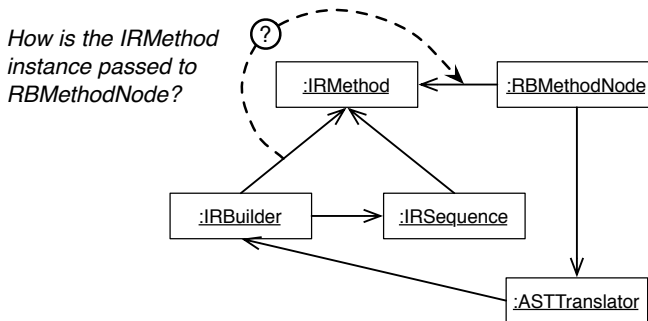 How is the IRMethod
instance passed to
RBMethodNode?
?
:IRMethod
:RBMethodNode
:IRBuilder
:IRSequence
:ASTTranslator